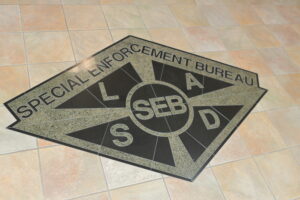 SPECIAL ENFORCEMENT BUREAU
L A
SEB
S D